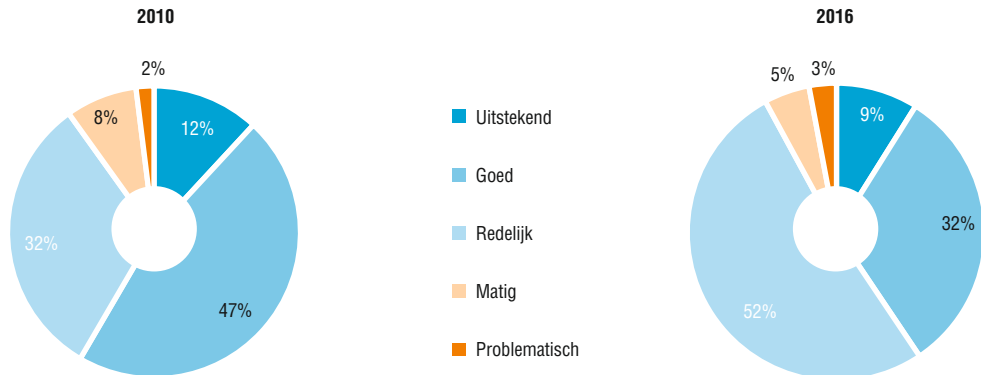 2010
2%
8%
12%
32%
47%
Uitstekend
Goed
Redelijk
Matig
Problematisch
2016
3%
5%
9%
32%
52%